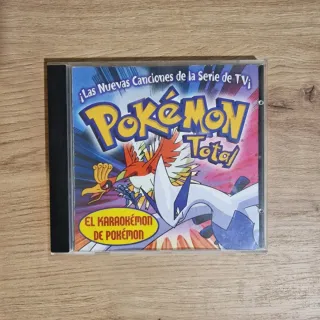 ¡Las Nuevas Canciones de la Serie de TV¡
POKéMON
Total
EL KARAOKÉMON
DE POKÉMON